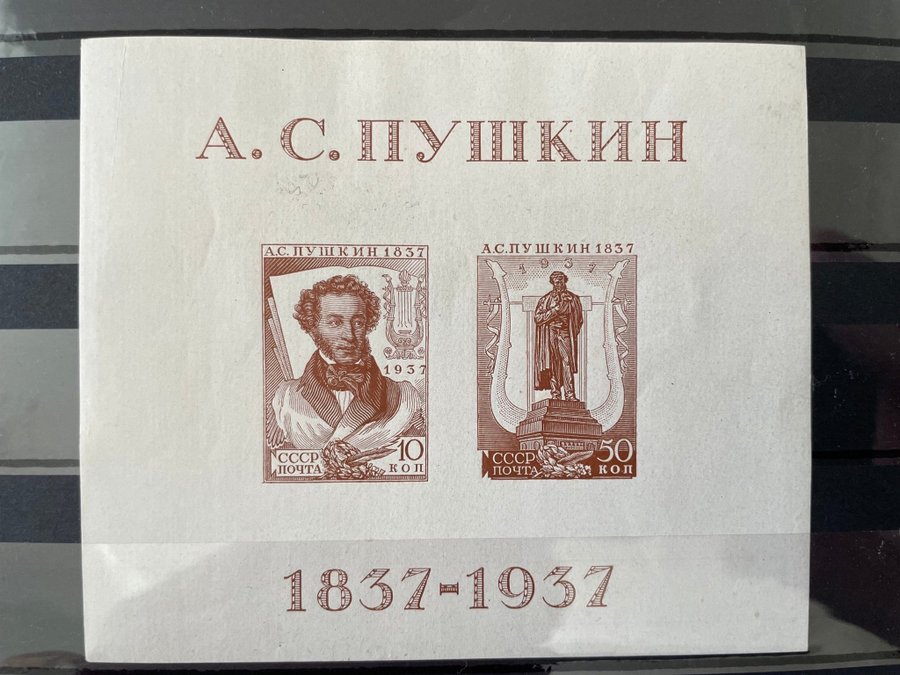 А. С. ПУШКИН
А.С. ПУШКИН 1837
1937
СССР
ПОЧТА
10
КОП
А.С. ПУШКИН 1837
1937
СССР
ПОЧТА
50
КОП
1837-1937